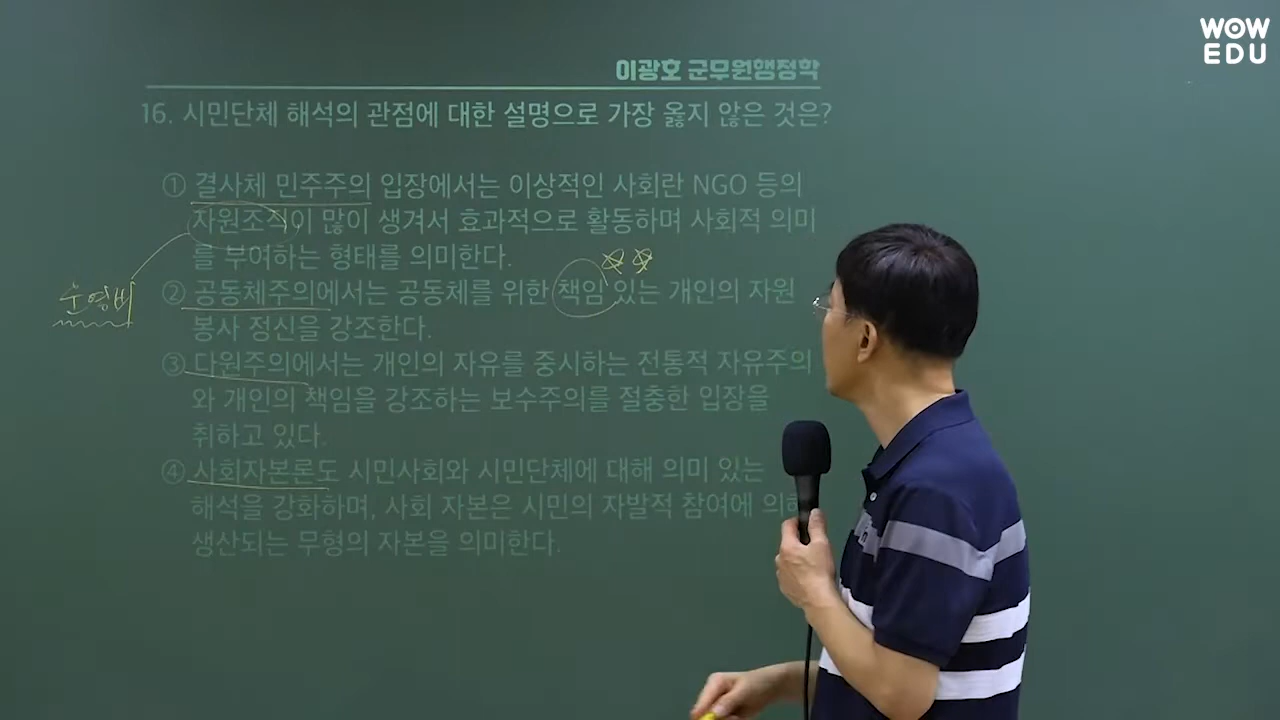 WOW
EDU
이광호 군무원행정학
16. 시민단체 해석의 관점에 대한 설명으로 가장 옳지 않은 것은?
① 결사체 민주주의 입장에서는 이상적인 사회란 NGO 등의
자원조직이 많이 생겨서 효과적으로 활동하며 사회적 의미
를 부여하는 형태를 의미한다.
운영비
② 공동체주의에서는 공동체를 위한 책임 있는 개인의 자원
봉사 정신을 강조한다.
③ 다원주의에서는 개인의 자유를 중시하는 전통적 자유주의
와 개인의 책임을 강조하는 보수주의를 절충한 입장을
취하고 있다.
④ 사회자본론도 시민사회와 시민단체에 대해 의미 있는
해석을 강화하며, 사회 자본은 시민의 자발적 참여에 의해
생산되는 무형의 자본을 의미한다.